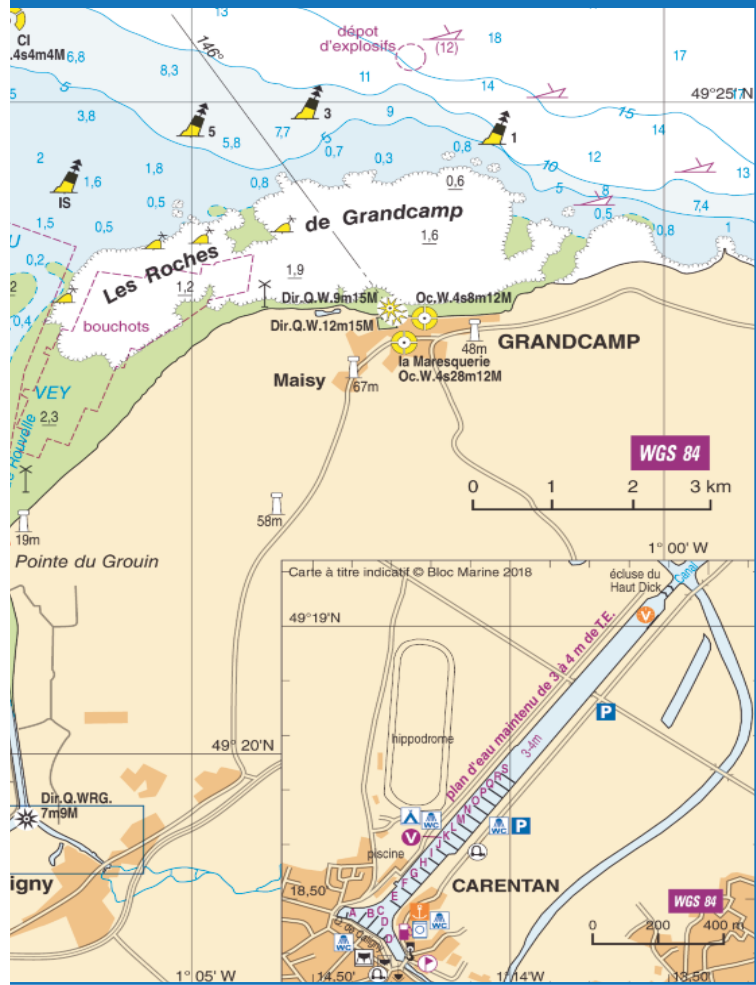 13
CI
.4s4m4M
6,8
146°
dépôt
d'explosifs
18
(12)
17
8,3
5
11
14
49°25' N
17
15
3,8
5
3
9
5,8
7,7
5
1
14
2
1,8
0,7
0,3
0,8
10
12
1,6
IS
0,8
0,6
5
8
13
0,5
7,4
1,5
0,5
0,5
0,8
1
U
de Grandcamp
1,6
0,2
Les Roches
1,9
2
1,2
Dir.Q.W.9m15M
Oc.W.4s8m12M
0,4
bouchots
Dir.Q.W.12m15M
48m
GRANDCAMP
la Maresquerie
Oc.W.4s28m12M
Maisy
67m
VEY
2,3
WGS 84
0 1 2 3 km
58m
19m
Pointe du Grouin
1° 00' W
Carte à titre indicatif © Bloc Marine 2018
écluse du
Haut Dick
Canal
49°19'N
V
plan d'eau maintenu de 3 à 4 m de T.E.
P
hippodrome
49° 20'N
3-4m
Dir.Q.WRG.
7m9M
WC
V
WC
P
piscine
A B C D E F G H I J K L M N O P Q R S
CARENTAN
igny
18,50'
WGS 84
WC
WC
0 200 400 m
1° 05' W
14,50'
1°14'W
13,50'